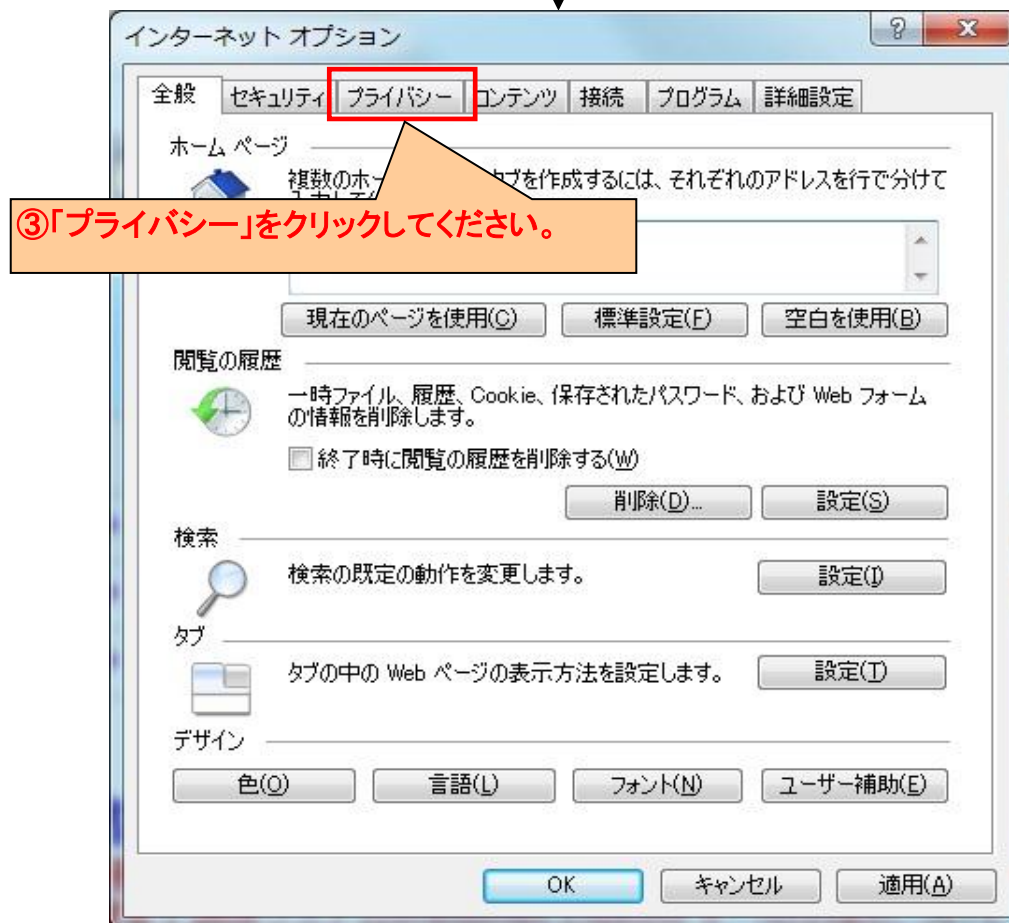 インターネット オプション
全般 セキュリティ プライバシー コンテンツ 接続 プログラム 詳細設定
ホーム ページ
複数のホー タブを作成するには、それぞれのアドレスを行で分けて
③「プライバシー」をクリックしてください。
現在のページを使用(C) 標準設定(F) 空白を使用(B)
閲覧の履歴
一時ファイル、履歴、Cookie、保存されたパスワード、および Web フォーム
の情報を削除します。
終了時に閲覧の履歴を削除する(W)
削除(D)... 設定(S)
検索
検索の既定の動作を変更します。 設定(I)
タブ
タブの中の Web ページの表示方法を設定します。 設定(T)
デザイン
色(O) 言語(L) フォント(N) ユーザー補助(E)
OK キャンセル 適用(A)